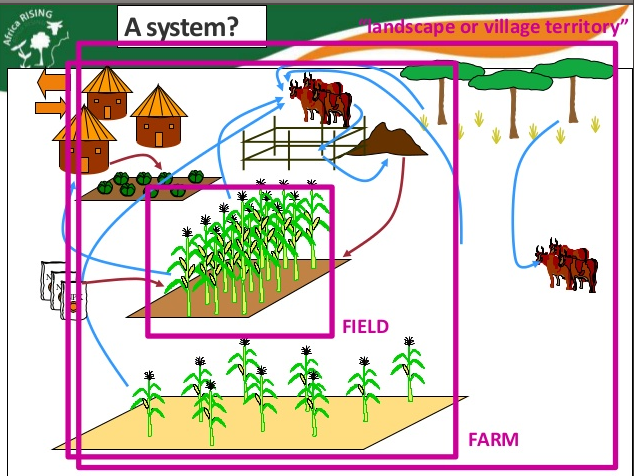 Africa RISING
A system?
"landscape or village territory"
FIELD
FARM